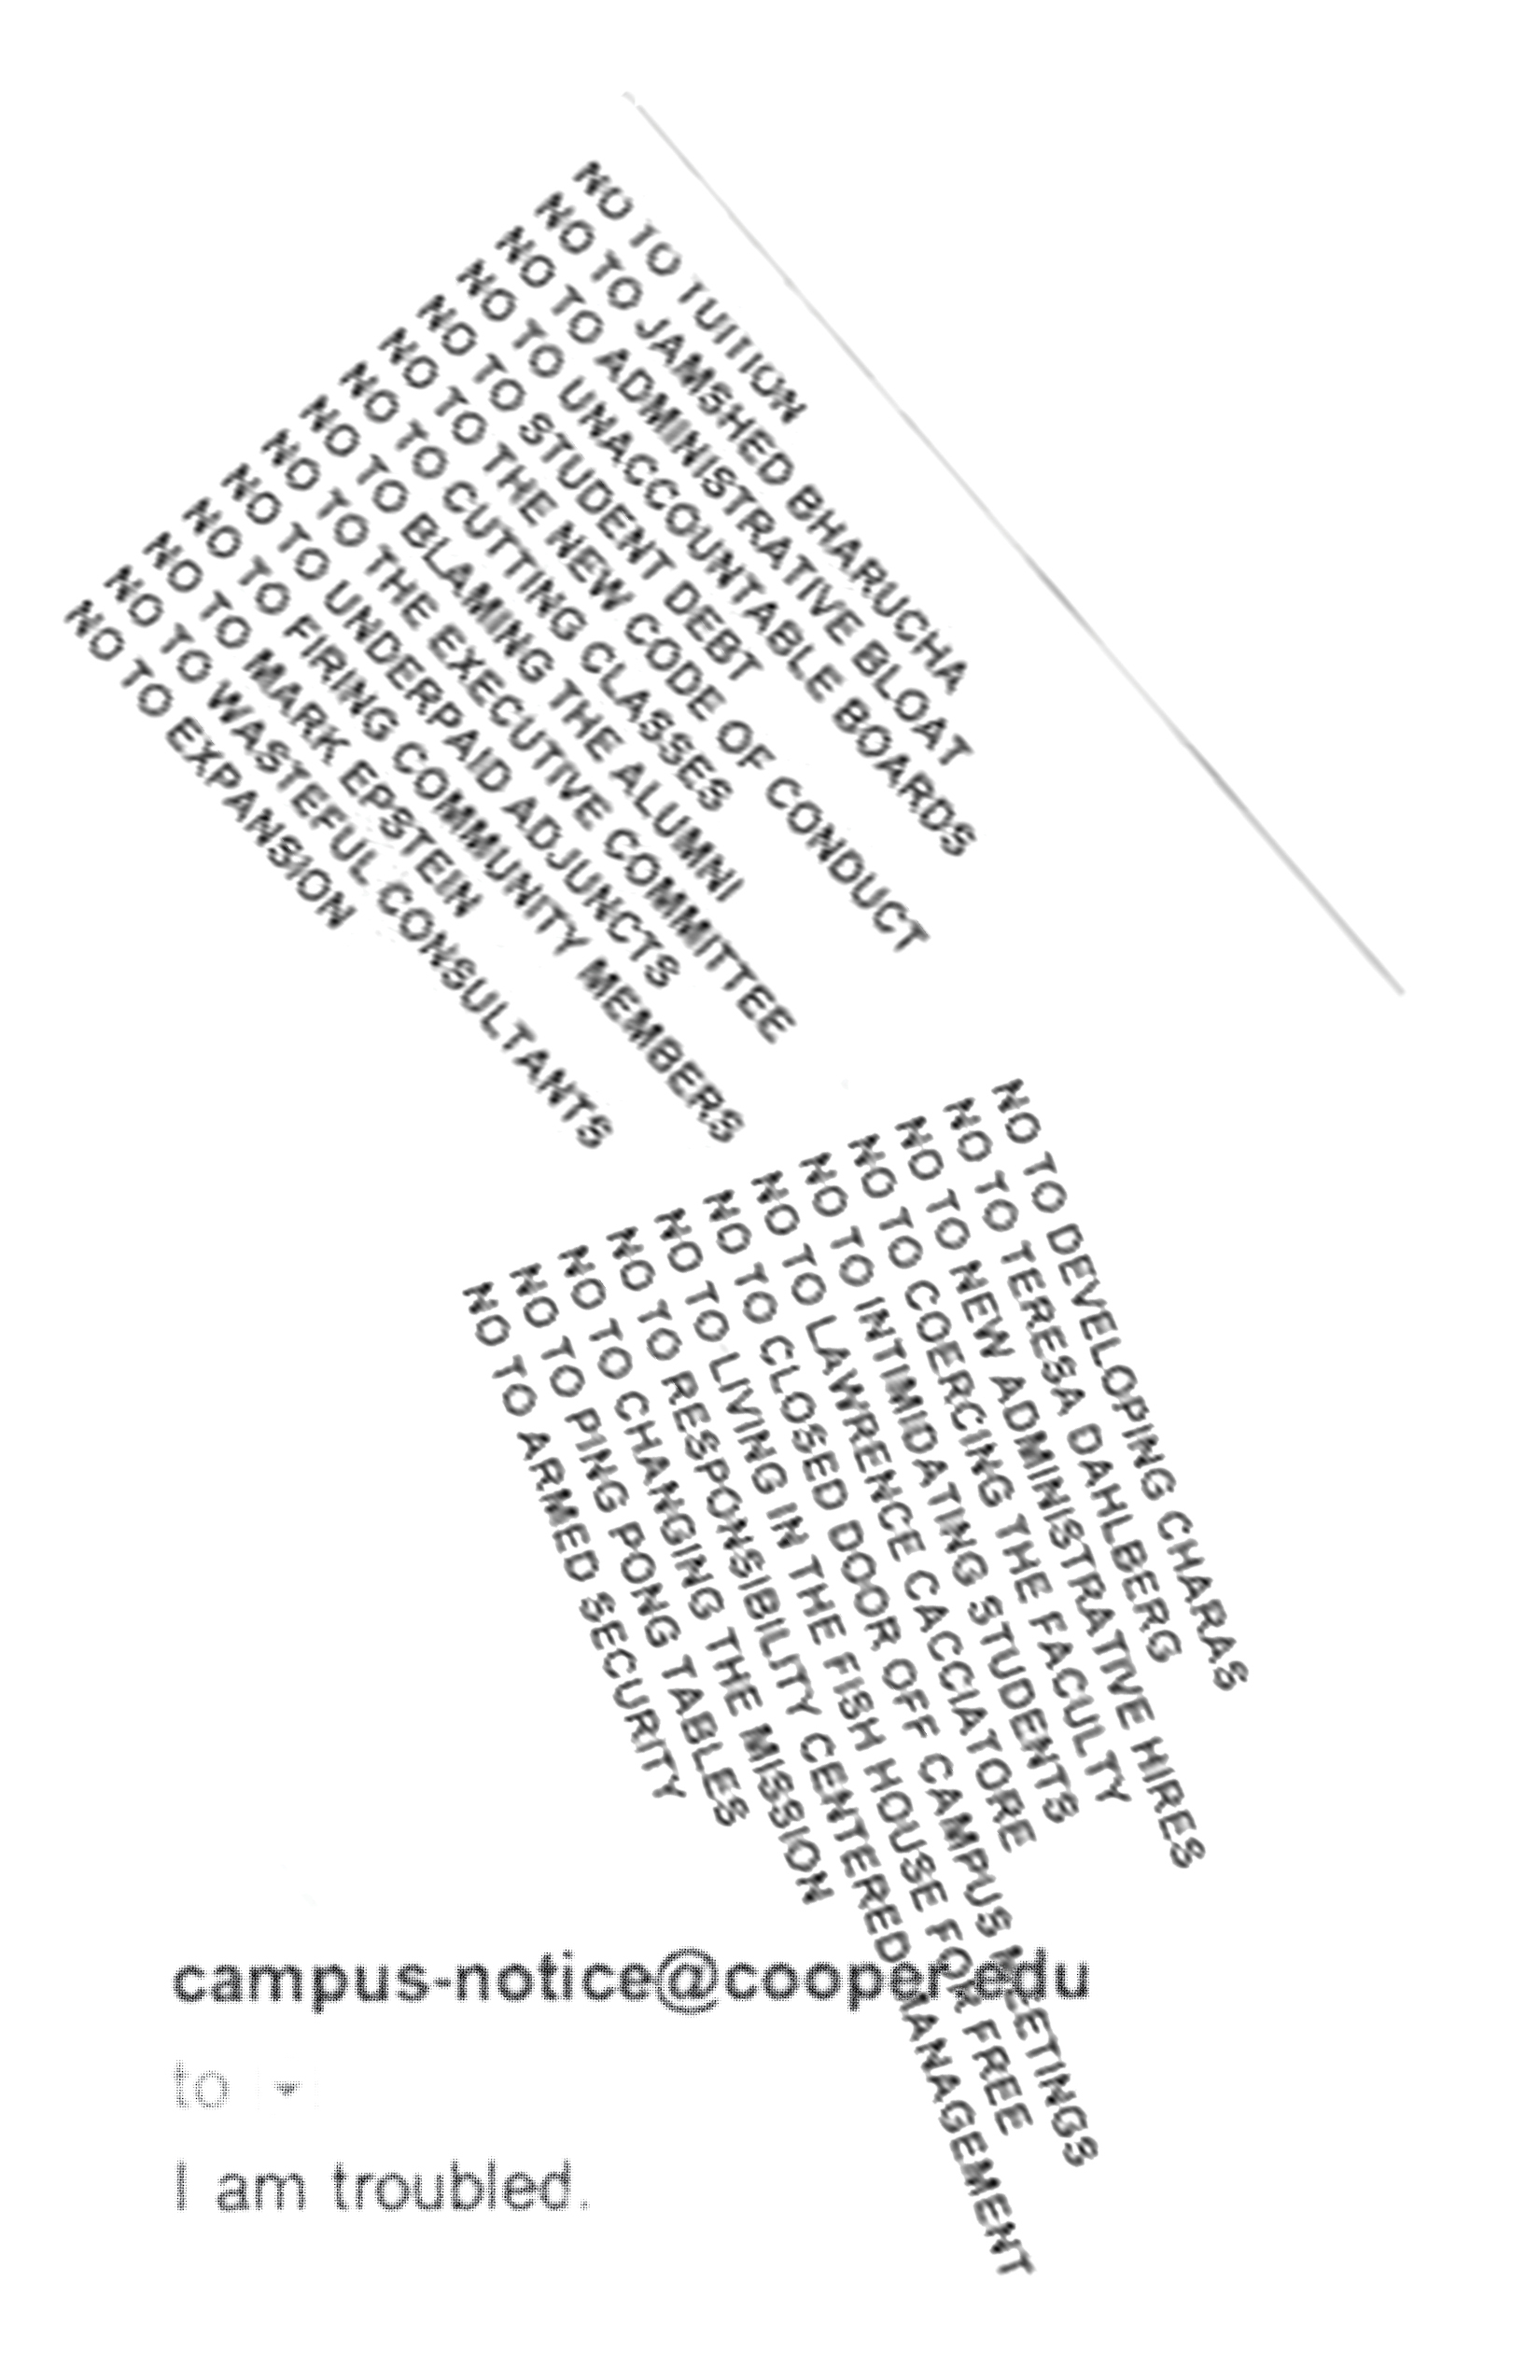 NO TO TUITION
NO TO JAMSHED BHARUCHA
NO TO ADMINISTRATIVE BLOAT
NO TO UNACCOUNTABLE BOARDS
NO TO STUDENT DEBT
NO TO THE NEW CODE OF CONDUCT
NO TO CUTTING CLASSES
NO TO BLAMING THE ALUMNI
NO TO THE EXECUTIVE COMMITTEE
NO TO UNDERPAID ADJUNCTS
NO TO FIRING COMMUNITY MEMBERS
NO TO MARK EPSTEIN
NO TO WASTEFUL CONSULTANTS
NO TO EXPANSION
NO TO DEVELOPING CHARAS
NO TO TERESA DAHLBERG
NO TO NEW ADMINISTRATIVE HIRES
NO TO COERCING THE FACULTY
NO TO INTIMIDATING STUDENTS
NO TO LAWRENCE CACCIATORE
NO TO CLOSED DOOR OFF CAMPUS MEETINGS
NO TO LIVING IN THE FISH HOUSE FOR FREE
NO TO RESPONSIBILITY CENTERED MANAGEMENT
NO TO CHANGING THE MISSION
NO TO PING PONG TABLES
NO TO ARMED SECURITY
campus-notice@cooper.edu
to
I am troubled.